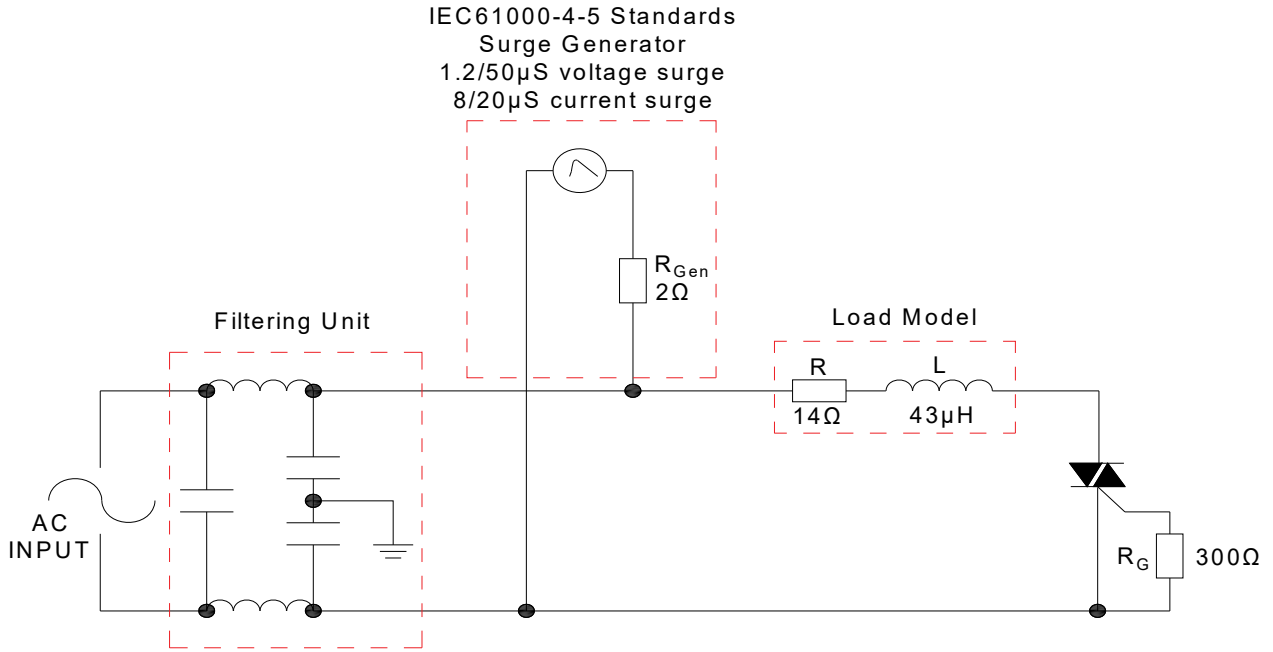 IEC61000-4-5 Standards
Surge Generator
1.2/50µS voltage surge
8/20µS current surge
RGen
2Ω
Filtering Unit
Load Model
R
L
14Ω
43µH
AC
INPUT
RG
300Ω